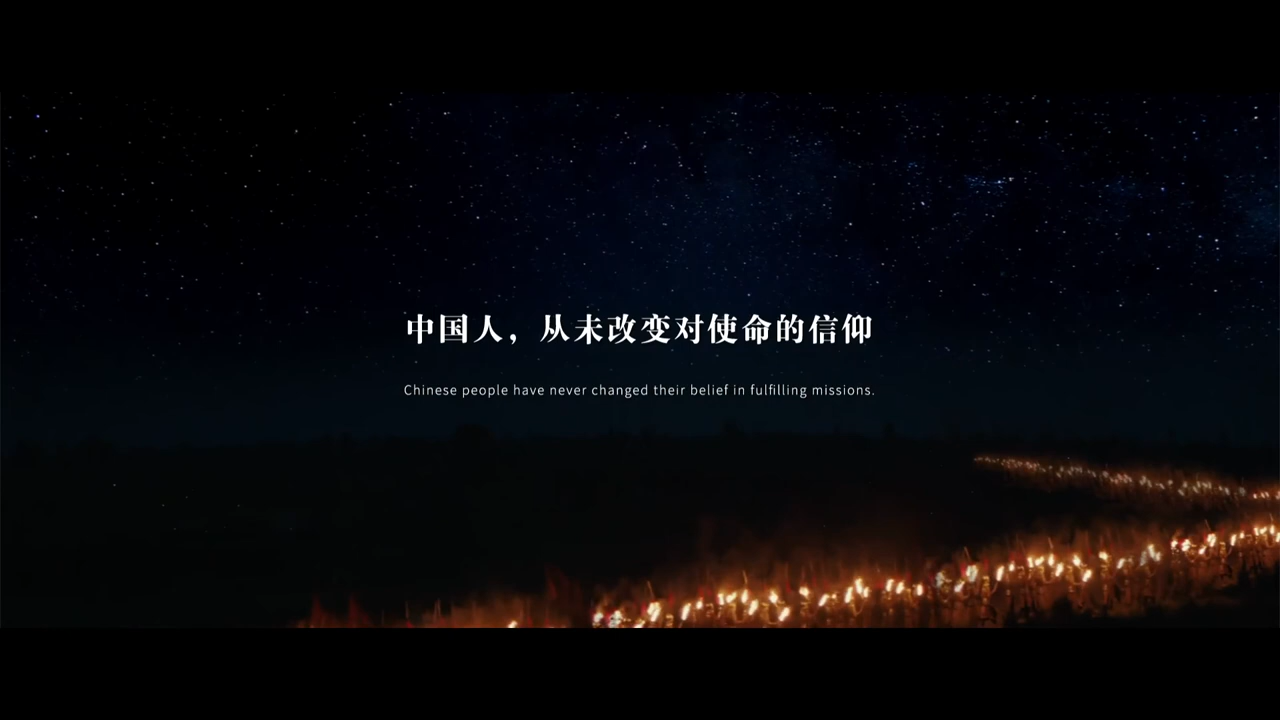 中国人，从未改变对使命的信仰
Chinese people have never changed their belief in fulfilling missions.